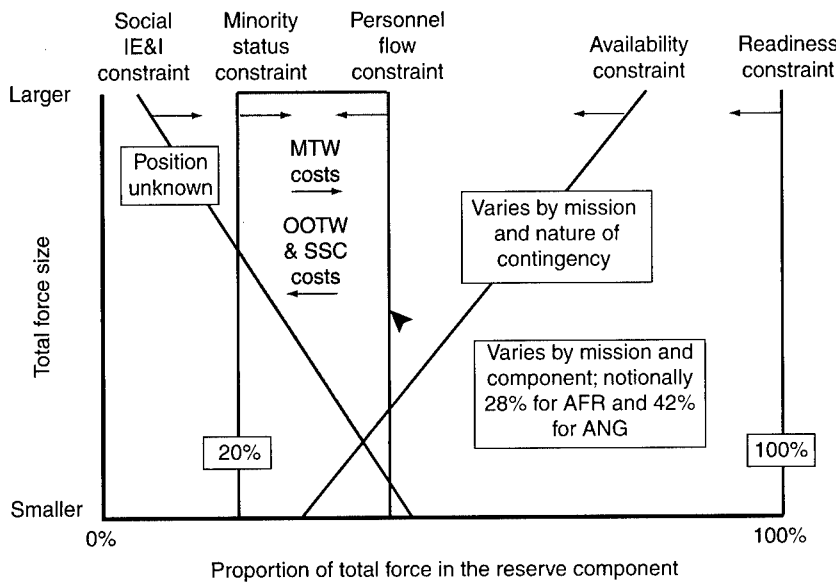 Social
IE&I
constraint
Minority
status
constraint
Personnel
flow
constraint
Availability
constraint
Readiness
constraint
Larger
Position
unknown
MTW
costs
OOTW
& SSC
costs
Varies by mission
and nature of
contingency
Total force size
Varies by mission and
component; notionally
28% for AFR and 42%
for ANG
20%
100%
Smaller
0%
100%
Proportion of total force in the reserve component